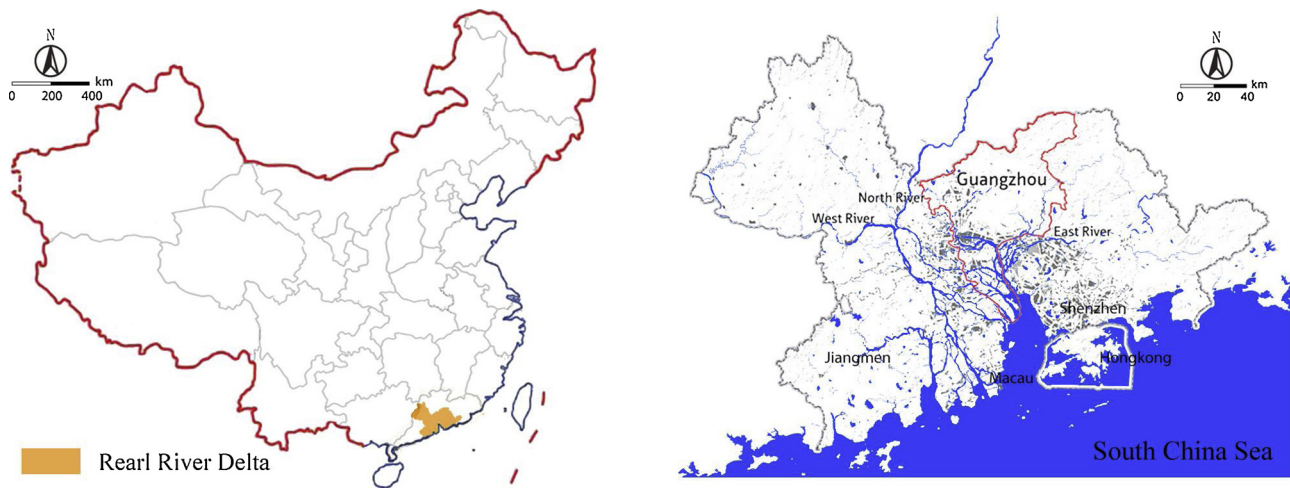 N
km
0 200 400
Rearl River Delta
N
km
0 20 40
Guangzhou
North River
West River
East River
Shenzhen
Jiangmen
Hongkong
Macau
South China Sea